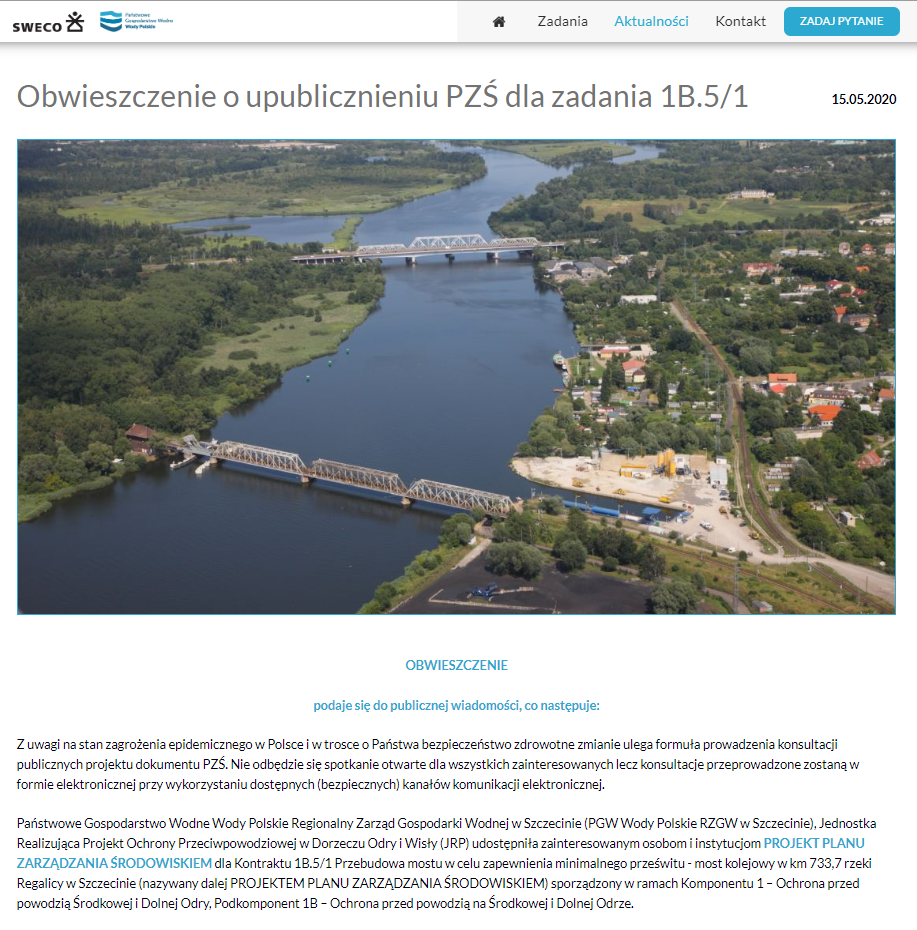 SWECO
Państwowe
Gospodarstwo Wodne
Wody Polskie
Zadania
Aktualności
Kontakt
ZADAJ PYTANIE
Obwieszczenie o upublicznieniu PZŚ dla zadania 1B.5/1
15.05.2020
OBWIESZCZENIE
podaje się do publicznej wiadomości, co następuje:
Z uwagi na stan zagrożenia epidemicznego w Polsce i w trosce o Państwa bezpieczeństwo zdrowotne zmianie ulega formuła prowadzenia konsultacji
publicznych projektu dokumentu PZŚ. Nie odbędzie się spotkanie otwarte dla wszystkich zainteresowanych lecz konsultacje przeprowadzone zostaną w
formie elektronicznej przy wykorzystaniu dostępnych (bezpiecznych) kanałów komunikacji elektronicznej.
Państwowe Gospodarstwo Wodne Wody Polskie Regionalny Zarząd Gospodarki Wodnej w Szczecinie (PGW Wody Polskie RZGW w Szczecinie), Jednostka
Realizująca Projekt Ochrony Przeciwpowodziowej w Dorzeczu Odry i Wisły (JRP) udostępniła zainteresowanym osobom i instytucjom PROJEKT PLANU
ZARZĄDZANIA ŚRODOWISKIEM dla Kontraktu 1B.5/1 Przebudowa mostu w celu zapewnienia minimalnego prześwitu - most kolejowy w km 733,7 rzeki
Regalicy w Szczecinie (nazywany dalej PROJEKTEM PLANU ZARZĄDZANIA ŚRODOWISKIEM) sporządzony w ramach Komponentu 1 – Ochrona przed
powodzią Środkowej i Dolnej Odry, Podkomponent 1B – Ochrona przed powodzią na Środkowej i Dolnej Odrze.